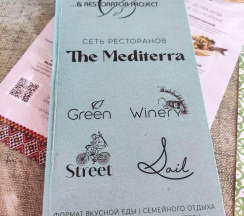 & RESTORATOR PROJECT
СЕТЬ РЕСТОРАНОВ
The Mediterra
Green
Winery
Street
Sail
ФОРМАТ ВКУСНОЙ ЕДЫ | СЕМЕЙНОГО ОТДЫХА